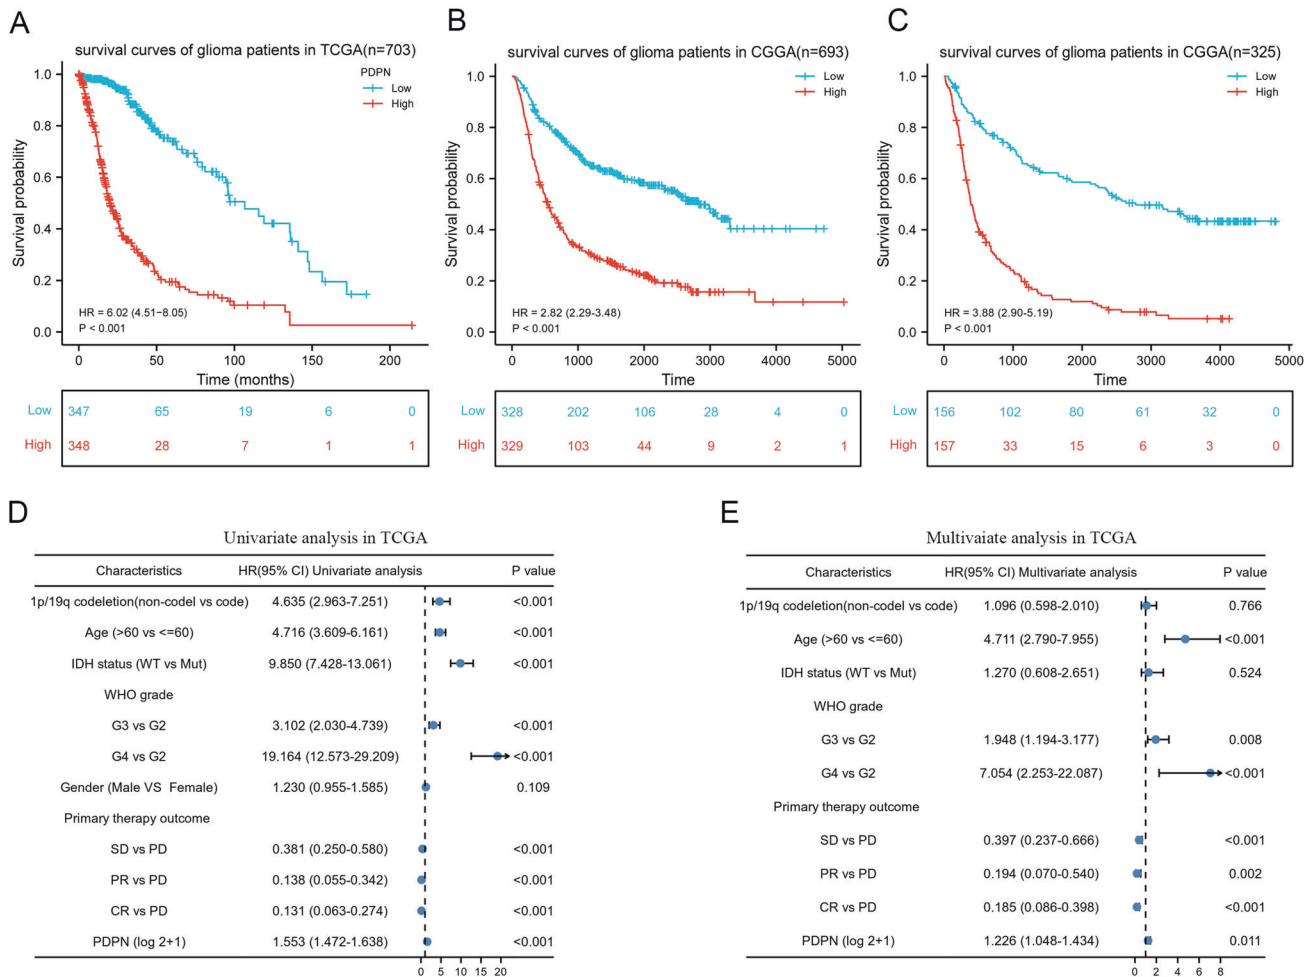 A
survival curves of glioma patients in TCGA(n=703)
PDPN
Low
High
1.0
0.8
0.6
0.4
0.2
0.0
Survival probability
HR = 6.02 (4.51−8.05)
P < 0.001
0 50 100 150 200
Time (months)
Low 347 65 19 6 0
High 348 28 7 1 1
B
survival curves of glioma patients in CGGA(n=693)
Low
High
1.0
0.8
0.6
0.4
0.2
0.0
Survival probability
HR = 2.82 (2.29-3.48)
P < 0.001
0 1000 2000 3000 4000 5000
Time
Low 328 202 106 28 4 0
High 329 103 44 9 2 1
C
survival curves of glioma patients in CGGA(n=325)
Low
High
1.0
0.8
0.6
0.4
0.2
0.0
Survival probability
HR = 3.88 (2.90-5.19)
P < 0.001
0 1000 2000 3000 4000 5000
Time
Low 156 102 80 61 32 0
High 157 33 15 6 3 0
D
Univariate analysis in TCGA
Characteristics HR(95% CI) Univariate analysis P value
1p/19q codeletion(non-codel vs code) 4.635 (2.963-7.251) <0.001
Age (>60 vs <=60) 4.716 (3.609-6.161) <0.001
IDH status (WT vs Mut) 9.850 (7.428-13.061) <0.001
WHO grade
G3 vs G2 3.102 (2.030-4.739) <0.001
G4 vs G2 19.164 (12.573-29.209) <0.001
Gender (Male VS Female) 1.230 (0.955-1.585) 0.109
Primary therapy outcome
SD vs PD 0.381 (0.250-0.580) <0.001
PR vs PD 0.138 (0.055-0.342) <0.001
CR vs PD 0.131 (0.063-0.274) <0.001
PDPN (log 2+1) 1.553 (1.472-1.638) <0.001
0 5 10 15 20
E
Multivaiate analysis in TCGA
Characteristics HR(95% CI) Multivariate analysis P value
1p/19q codeletion(non-codel vs code) 1.096 (0.598-2.010) 0.766
Age (>60 vs <=60) 4.711 (2.790-7.955) <0.001
IDH status (WT vs Mut) 1.270 (0.608-2.651) 0.524
WHO grade
G3 vs G2 1.948 (1.194-3.177) 0.008
G4 vs G2 7.054 (2.253-22.087) <0.001
Primary therapy outcome
SD vs PD 0.397 (0.237-0.666) <0.001
PR vs PD 0.194 (0.070-0.540) 0.002
CR vs PD 0.185 (0.086-0.398) <0.001
PDPN (log 2+1) 1.226 (1.048-1.434) 0.011
0 2 4 6 8